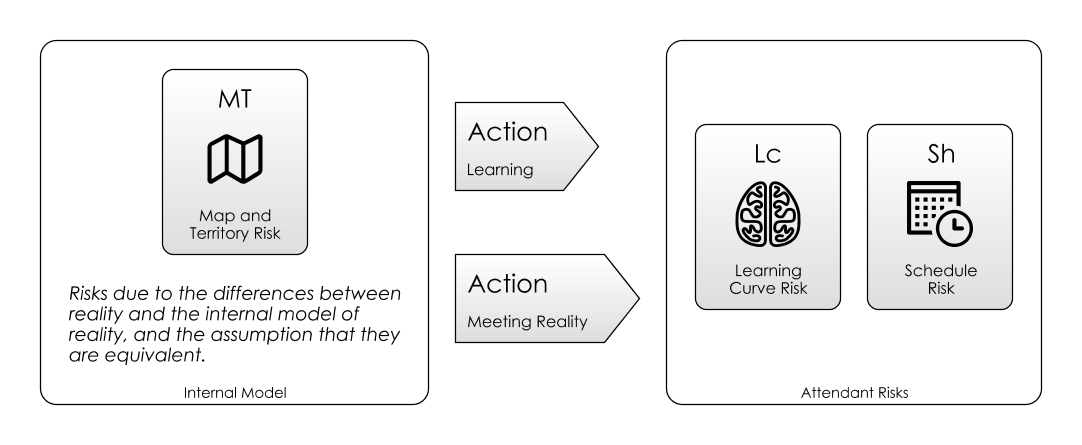 MT
Map and
Territory Risk
Risks due to the differences between
reality and the internal model of
reality, and the assumption that they
are equivalent.
Internal Model
Action
Learning
Action
Meeting Reality
Lc
Learning
Curve Risk
Sh
Schedule
Risk
Attendant Risks